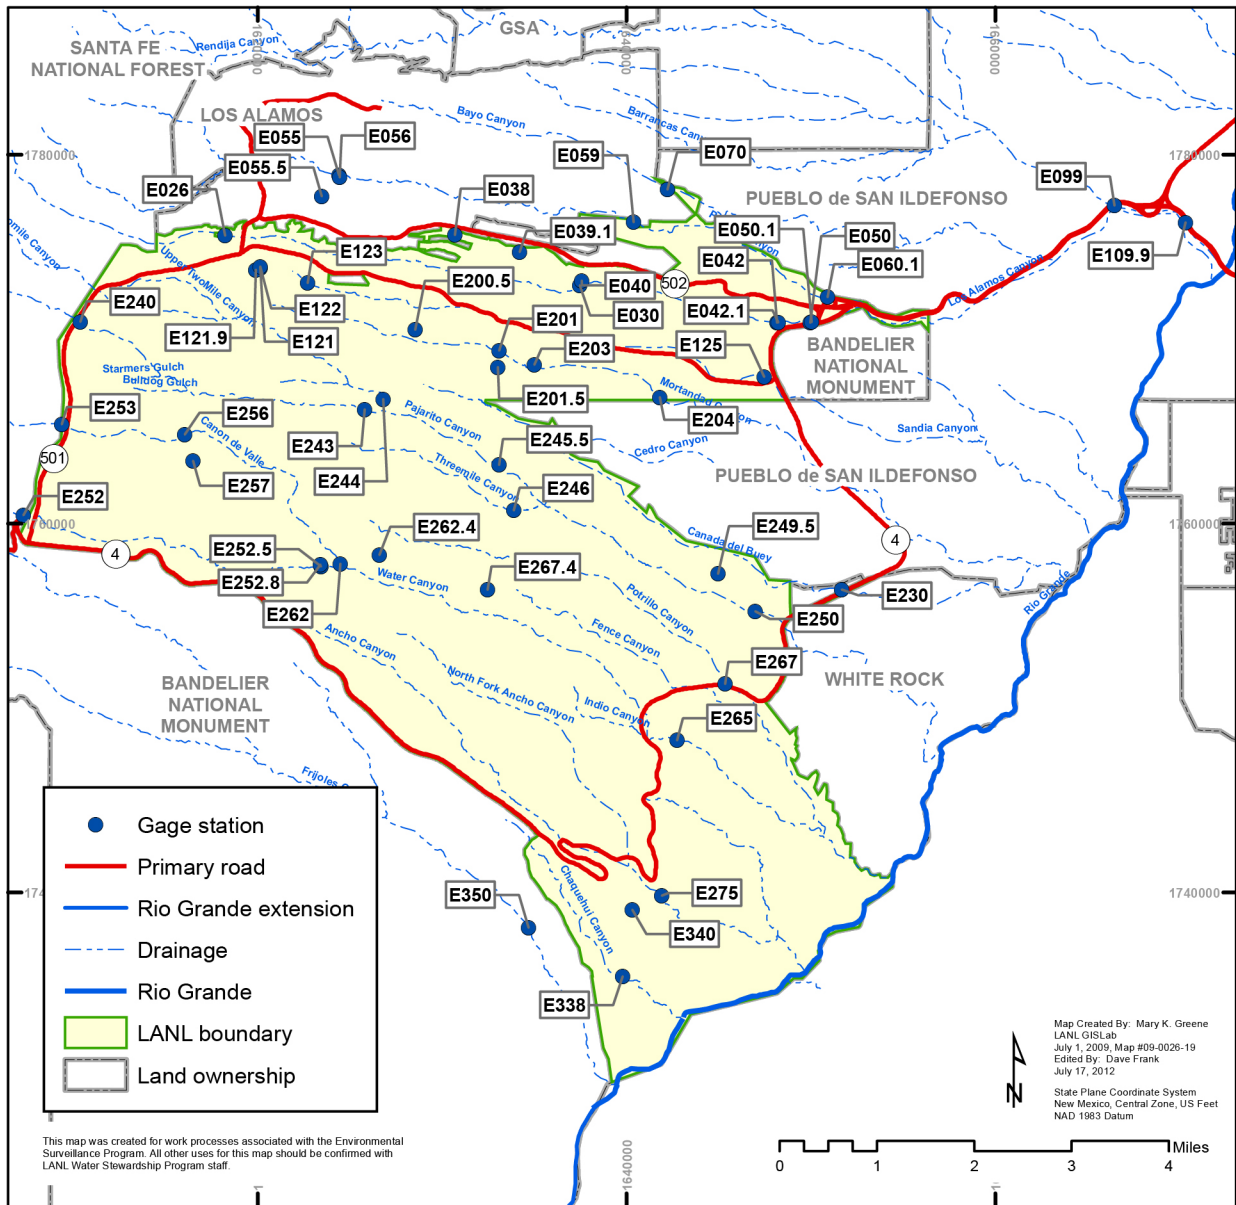 GSA
SANTA FE
NATIONAL FOREST
Rendija Canyon
1640000
LOS ALAMOS
Bayo Canyon
E055
E056
E059
E070
1780000
1780000
E055.5
E026
E038
E099
PUEBLO de SAN ILDEFONSO
E050.1
E050
E039.1
E123
E042
E060.1
E109.9
E200.5
E040
502
Los Alamos Canyon
Upper TwoMile Canyon
E240
E122
E030
E042.1
E201
E121.9
E121
E203
E125
BANDELIER
NATIONAL
MONUMENT
Starmers Gulch
Bulldog Gulch
E201.5
E204
E253
E256
Pajarito Canyon
E243
E245.5
Cedro Canyon
Sandia Canyon
Canon de Valle
501
E257
E244
Threemile Canyon
E246
PUEBLO de SAN ILDEFONSO
E252
1760000
1760000
E262.4
E249.5
4
4
E252.5
E252.8
E267.4
Canada del Buey
Water Canyon
E262
Potrillo Canyon
E250
E230
Rio Grande
Ancho Canyon
Fence Canyon
E267
WHITE ROCK
BANDELIER
NATIONAL
MONUMENT
North Fork Ancho Canyon
Indio Canyon
E265
Frijoles
Gage station
Primary road
Rio Grande extension
Drainage
Rio Grande
LANL boundary
Land ownership
Chaquehui Canyon
E350
E275
1740000
E340
E338
Map Created By: Mary K. Greene
LANL GISLab
July 1, 2009, Map #09-0026-19
Edited By: Dave Frank
July 17, 2012
State Plane Coordinate System
New Mexico, Central Zone, US Feet
NAD 1983 Datum
N
This map was created for work processes associated with the Environmental
Surveillance Program. All other uses for this map should be confirmed with
LANL Water Stewardship Program staff.
1640000
Miles
0 1 2 3 4